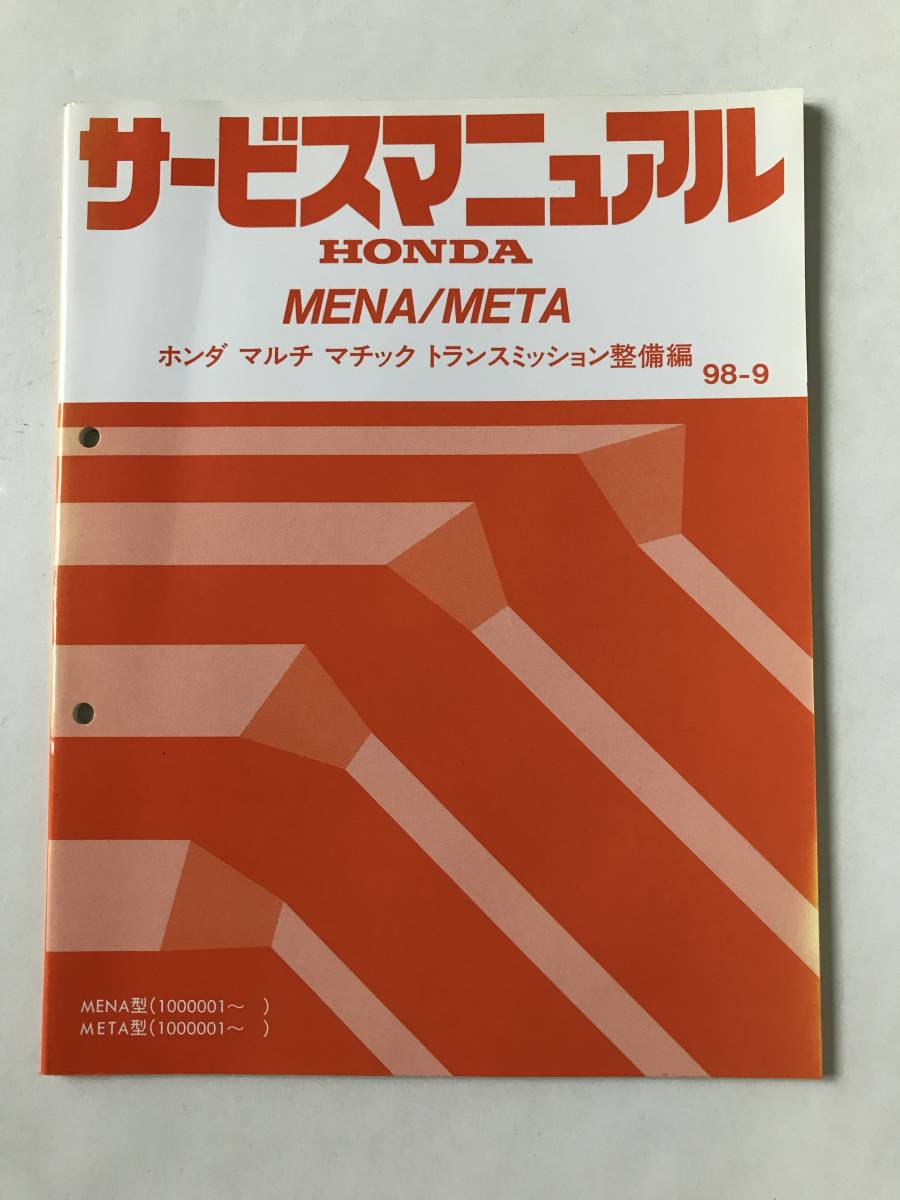 サービスマニュアル
HONDA
MENA/META
ホンダ マルチ マチック トランスミッション整備編
98-9
MENA型(1000001～　)
META型(1000001～　)